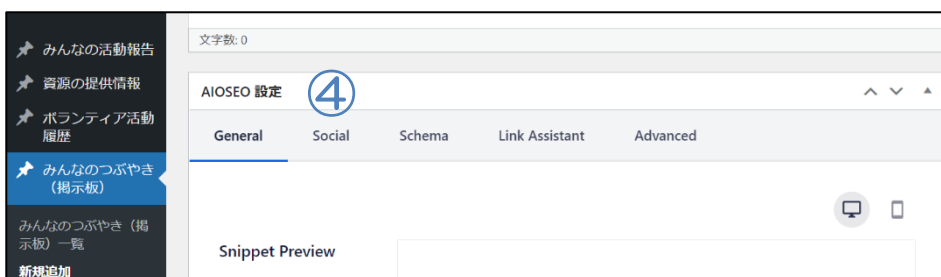 みんなの活動報告
資源の提供情報
ボランティア活動
履歴
みんなのつぶやき
（掲示板）
みんなのつぶやき（掲
示板）一覧
新規追加
文字数: 0
AIOSEO 設定
④
General Social Schema Link Assistant Advanced
Snippet Preview